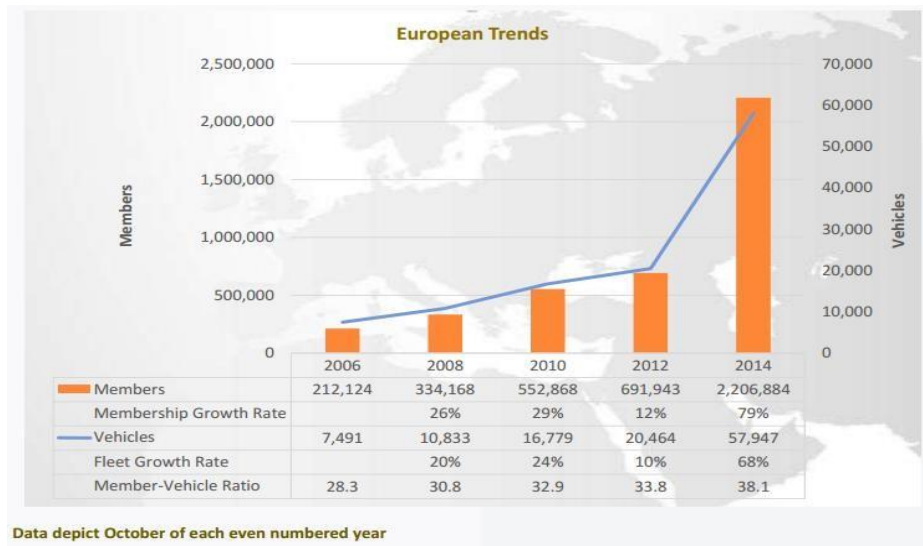 European Trends
2,500,000
2,000,000
1,500,000
1,000,000
500,000
0
Members
70,000
60,000
50,000
40,000
30,000
20,000
10,000
0
Vehicles
2006 2008 2010 2012 2014
Members 212,124 334,168 552,868 691,943 2,206,884
Membership Growth Rate 26% 29% 12% 79%
Vehicles 7,491 10,833 16,779 20,464 57,947
Fleet Growth Rate 20% 24% 10% 68%
Member-Vehicle Ratio 28.3 30.8 32.9 33.8 38.1
Data depict October of each even numbered year